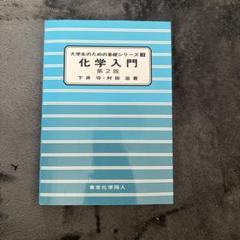 大学生のための基礎シリーズ 3
化学入門
第2版
下井 守・村田 滋 著
東京化学同人